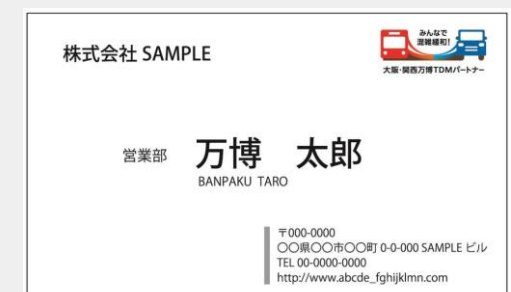 株式会社 SAMPLE
みんなで
混雑緩和!
大阪・関西万博TDMパートナー
営業部 万博 太郎
BANPAKU TARO
〒000-0000
〇〇県〇〇市〇〇町 0-0-000 SAMPLE ビル
TEL 00-0000-0000
http://www.abcde_fghijklmn.com